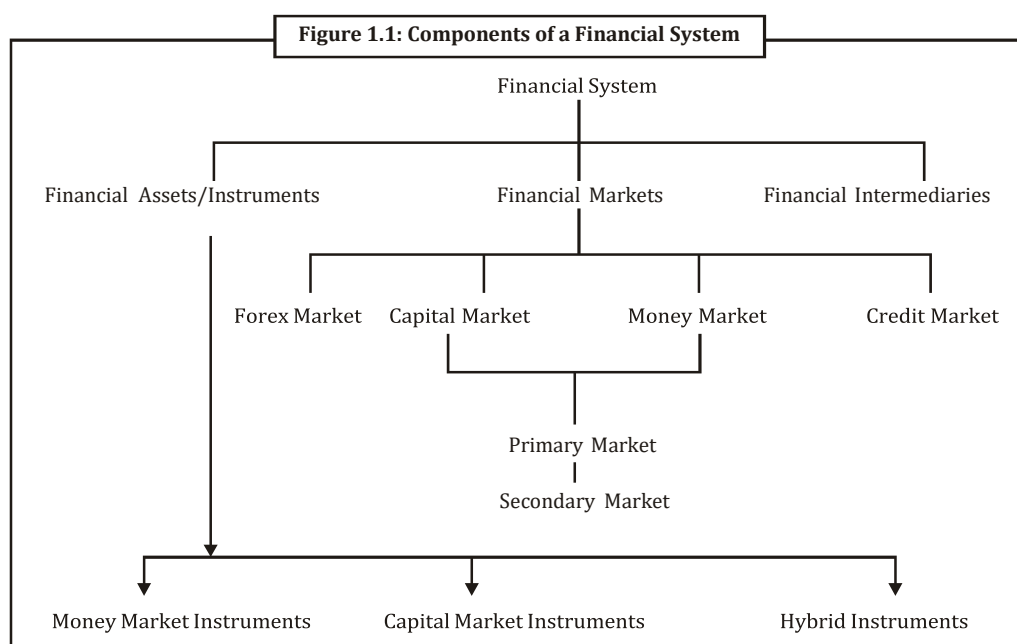 Figure 1.1: Components of a Financial System
Financial System
Financial Assets/Instruments
Financial Markets
Financial Intermediaries
Forex Market
Capital Market
Money Market
Credit Market
Primary Market
Secondary Market
Money Market Instruments
Capital Market Instruments
Hybrid Instruments